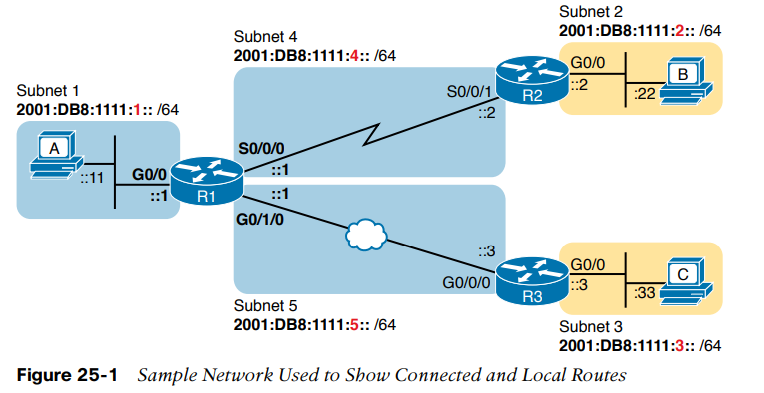 Subnet 2
2001:DB8:1111:2:: /64
Subnet 4
2001:DB8:1111:4:: /64
G0/0
B
S0/0/1
::2
R2
:22
::2
Subnet 1
2001:DB8:1111:1:: /64
A
S0/0/0
::11
G0/0
::1
::1
R1
::1
G0/1/0
::3
G0/0
C
G0/0/0
::3
:33
R3
Subnet 5
2001:DB8:1111:5:: /64
Subnet 3
2001:DB8:1111:3:: /64
Figure 25-1 Sample Network Used to Show Connected and Local Routes